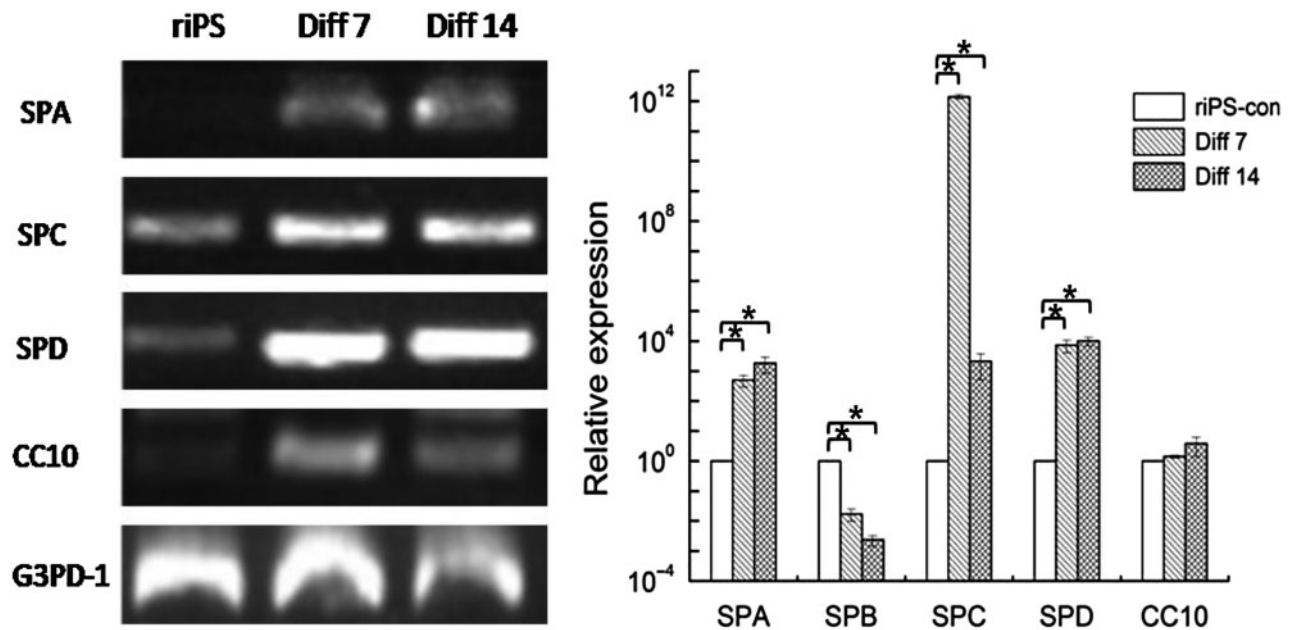 riPS Diff 7 Diff 14
SPA
SPC
SPD
CC10
G3PD-1
Relative expression
10^12
10^8
10^4
10^0
10^-4
* *
* *
* *
* *
SPA SPB SPC SPD CC10
riPS-con
Diff 7
Diff 14